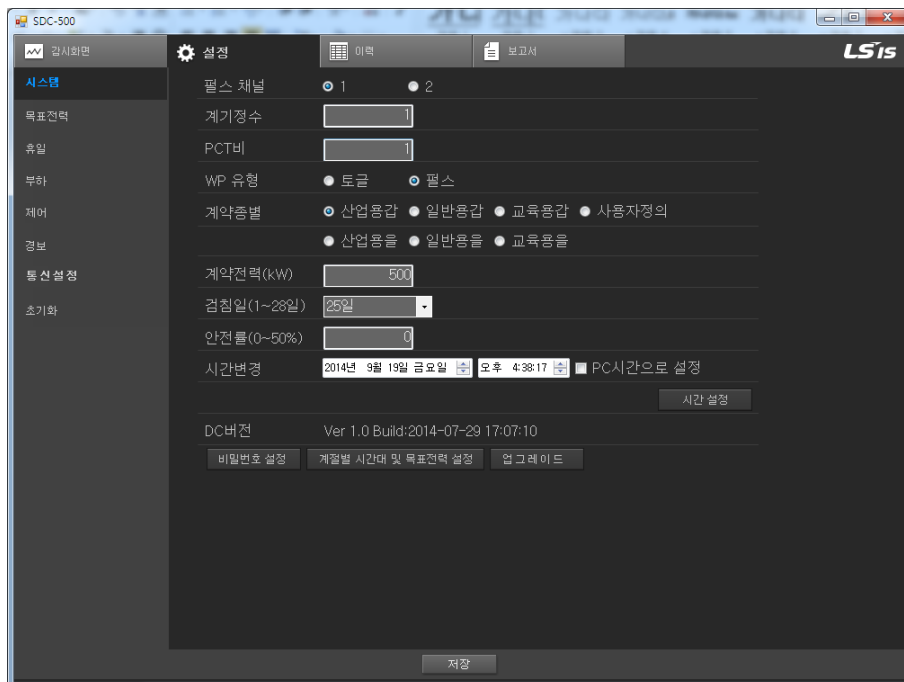 SDC-500
감시화면 설정 이력 보고서 LSIS
시스템
목표전력
휴일
부하
제어
경보
통신설정
초기화
펄스 채널 1 2
계기정수 1
PCT비 1
WP 유형 토글 펄스
계약종별 산업용갑 일반용갑 교육용갑 사용자정의
산업용을 일반용을 교육용을
계약전력(kW) 500
검침일(1~28일) 25일
안전률(0~50%) 0
시간변경 2014년 9월 19일 금요일 오후 4:38:17 PC시간으로 설정
시간 설정
DC버전 Ver 1.0 Build:2014-07-29 17:07:10
비밀번호 설정 계절별 시간대 및 목표전력 설정 업그레이드
저장